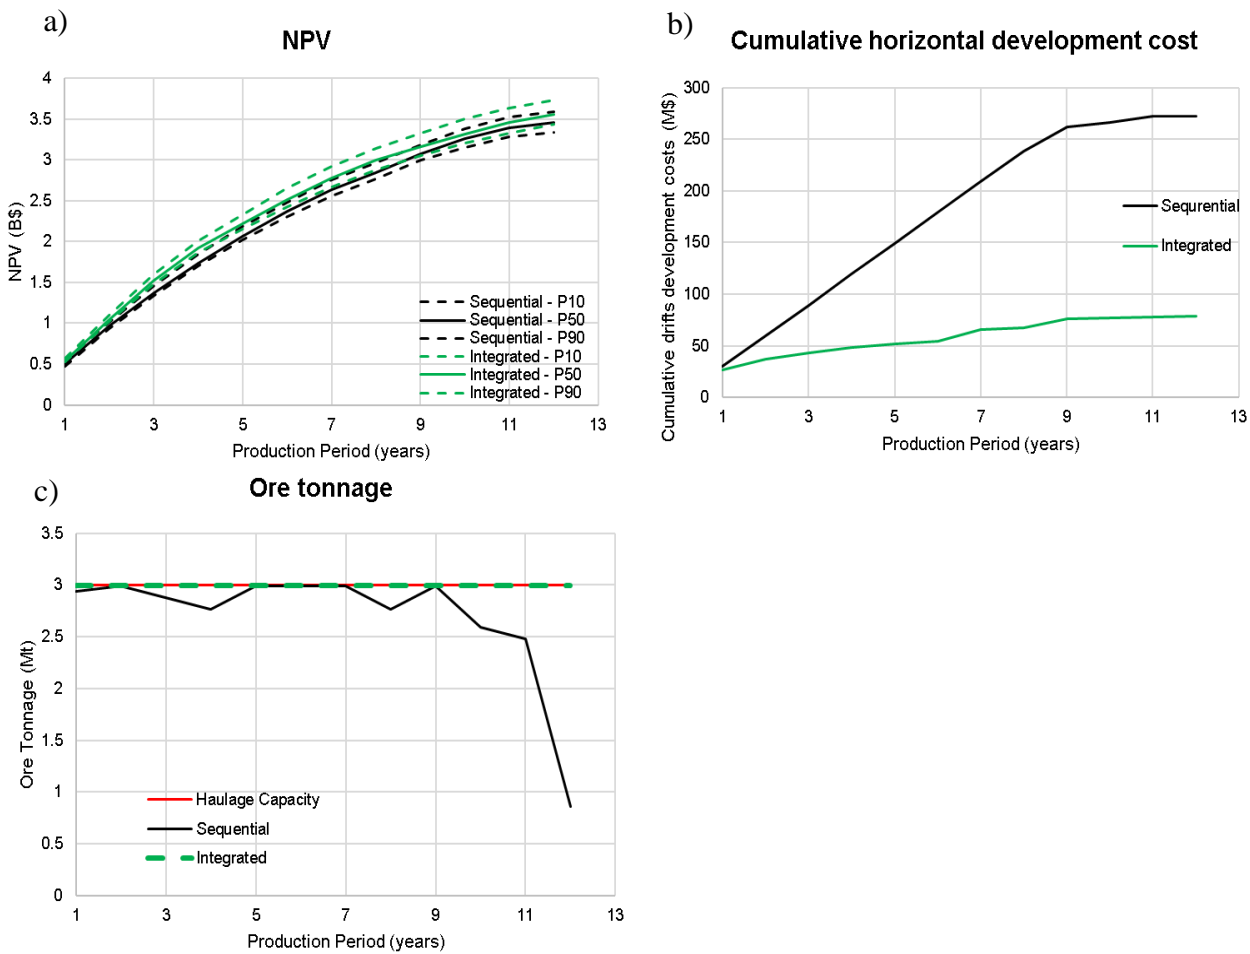 a)
NPV
4
3.5
3
2.5
2
1.5
1
0.5
0
NPV (B$)
Sequential - P10
Sequential - P50
Sequential - P90
Integrated - P10
Integrated - P50
Integrated - P90
1 3 5 7 9 11 13
Production Period (years)
b)
Cumulative horizontal development cost
300
250
200
150
100
50
0
Cumulative drifts development costs (M$)
Sequrential
Integrated
1 3 5 7 9 11 13
Production Period (years)
c)
Ore tonnage
3.5
3
2.5
2
1.5
1
0.5
0
Ore Tonnage (Mt)
Haulage Capacity
Sequential
Integrated
1 3 5 7 9 11 13
Production Period (years)